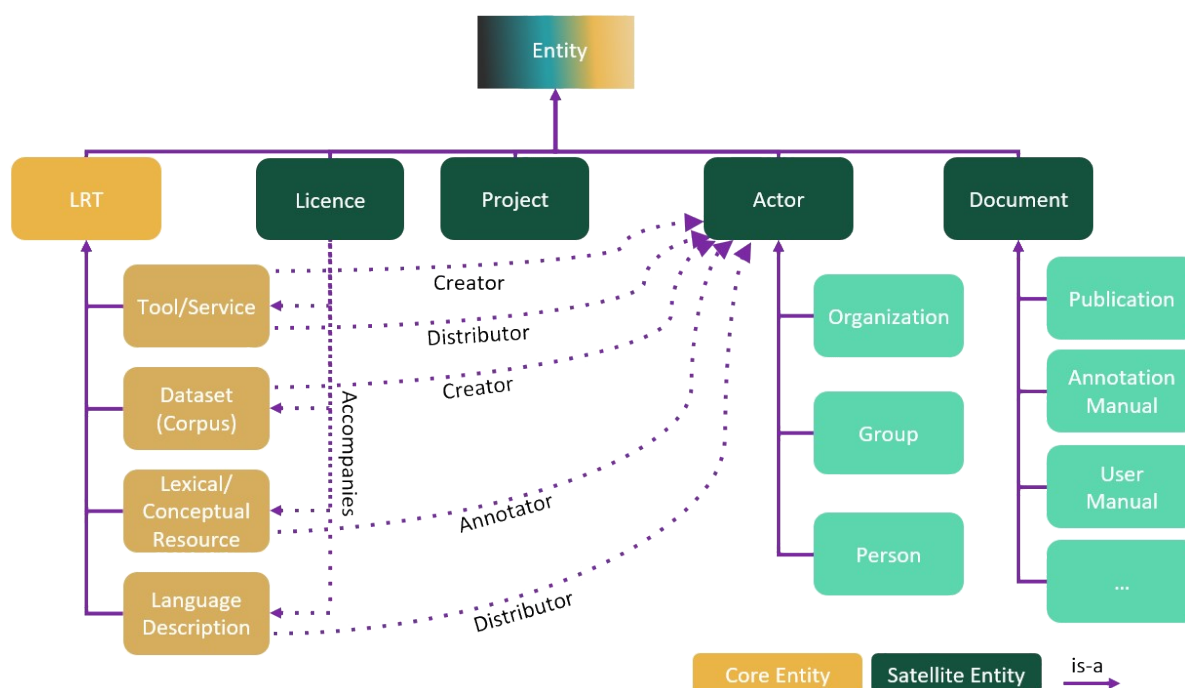 Entity
LRT
Licence
Project
Actor
Document
Tool/Service
Creator
Distributor
Publication
Organization
Dataset
(Corpus)
Creator
Accompanies
Annotation
Manual
Group
Lexical/
Conceptual
Resource
Annotator
User
Manual
Person
Language
Description
Distributor
...
Core Entity
Satellite Entity
is-a